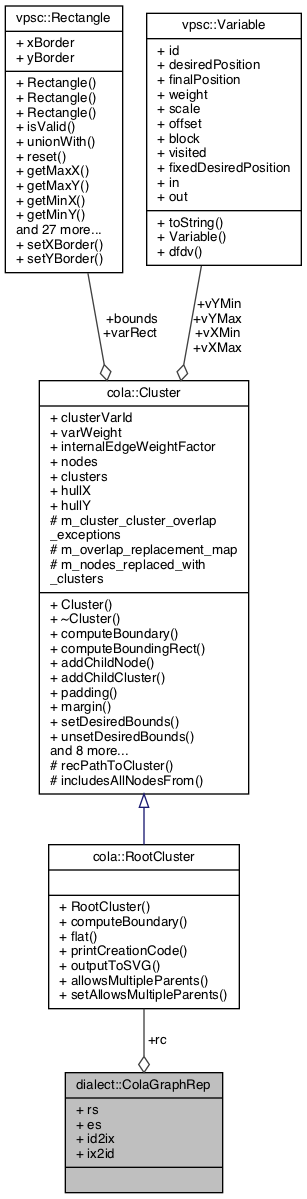 vpsc::Rectangle
+ xBorder
+ yBorder
+ Rectangle()
+ Rectangle()
+ Rectangle()
+ isValid()
+ unionWith()
+ reset()
+ getMaxX()
+ getMaxY()
+ getMinX()
+ getMinY()
and 27 more...
+ setXBorder()
+ setYBorder()
vpsc::Variable
+ id
+ desiredPosition
+ finalPosition
+ weight
+ scale
+ offset
+ block
+ visited
+ fixedDesiredPosition
+ in
+ out
+ toString()
+ Variable()
+ dfdv()
+bounds
+varRect
+vYMin
+vYMax
+vXMin
+vXMax
cola::Cluster
+ clusterVarId
+ varWeight
+ internalEdgeWeightFactor
+ nodes
+ clusters
+ hullX
+ hullY
# m_cluster_cluster_overlap
_exceptions
# m_overlap_replacement_map
# m_nodes_replaced_with
_clusters
+ Cluster()
+ ~Cluster()
+ computeBoundary()
+ computeBoundingRect()
+ addChildNode()
+ addChildCluster()
+ padding()
+ margin()
+ setDesiredBounds()
+ unsetDesiredBounds()
and 8 more...
# recPathToCluster()
# includesAllNodesFrom()
cola::RootCluster
+ RootCluster()
+ computeBoundary()
+ flat()
+ printCreationCode()
+ outputToSVG()
+ allowsMultipleParents()
+ setAllowsMultipleParents()
+rc
dialect::ColaGraphRep
+ rs
+ es
+ id2ix
+ ix2id